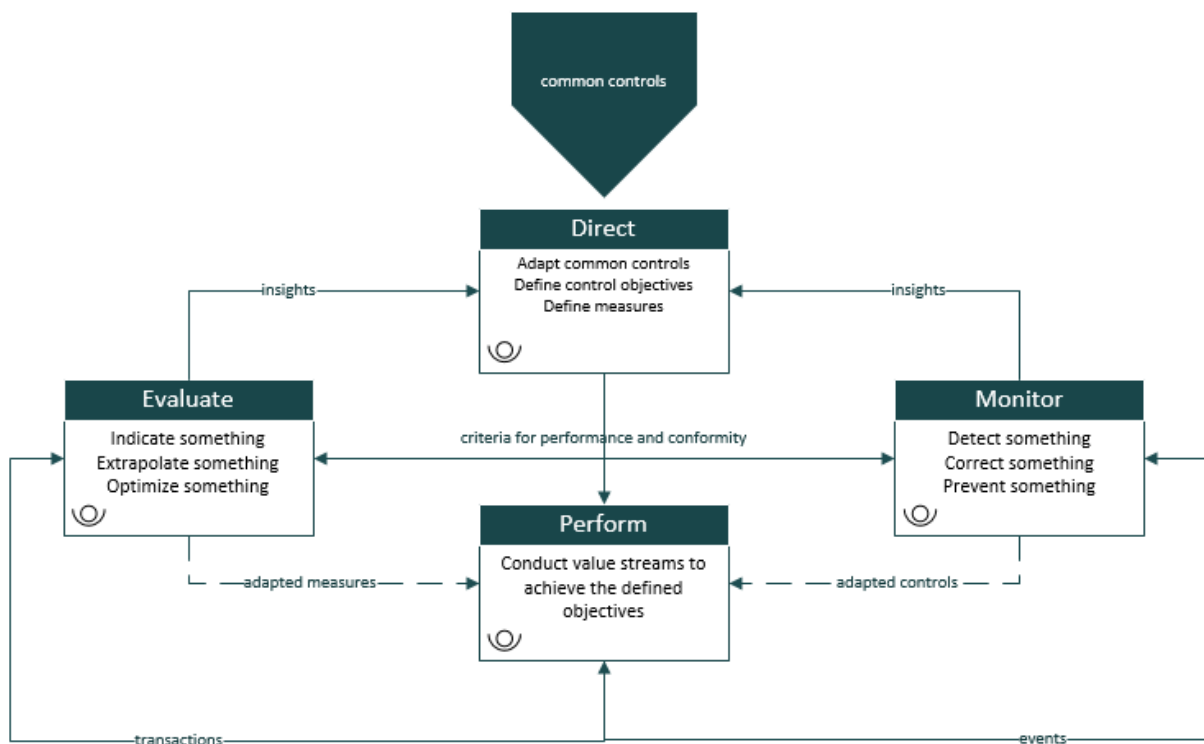 common controls
Direct
Adapt common controls
Define control objectives
Define measures
insights
insights
Evaluate
Indicate something
Extrapolate something
Optimize something
criteria for performance and conformity
Monitor
Detect something
Correct something
Prevent something
Perform
Conduct value streams to
achieve the defined
objectives
adapted measures
adapted controls
transactions
events